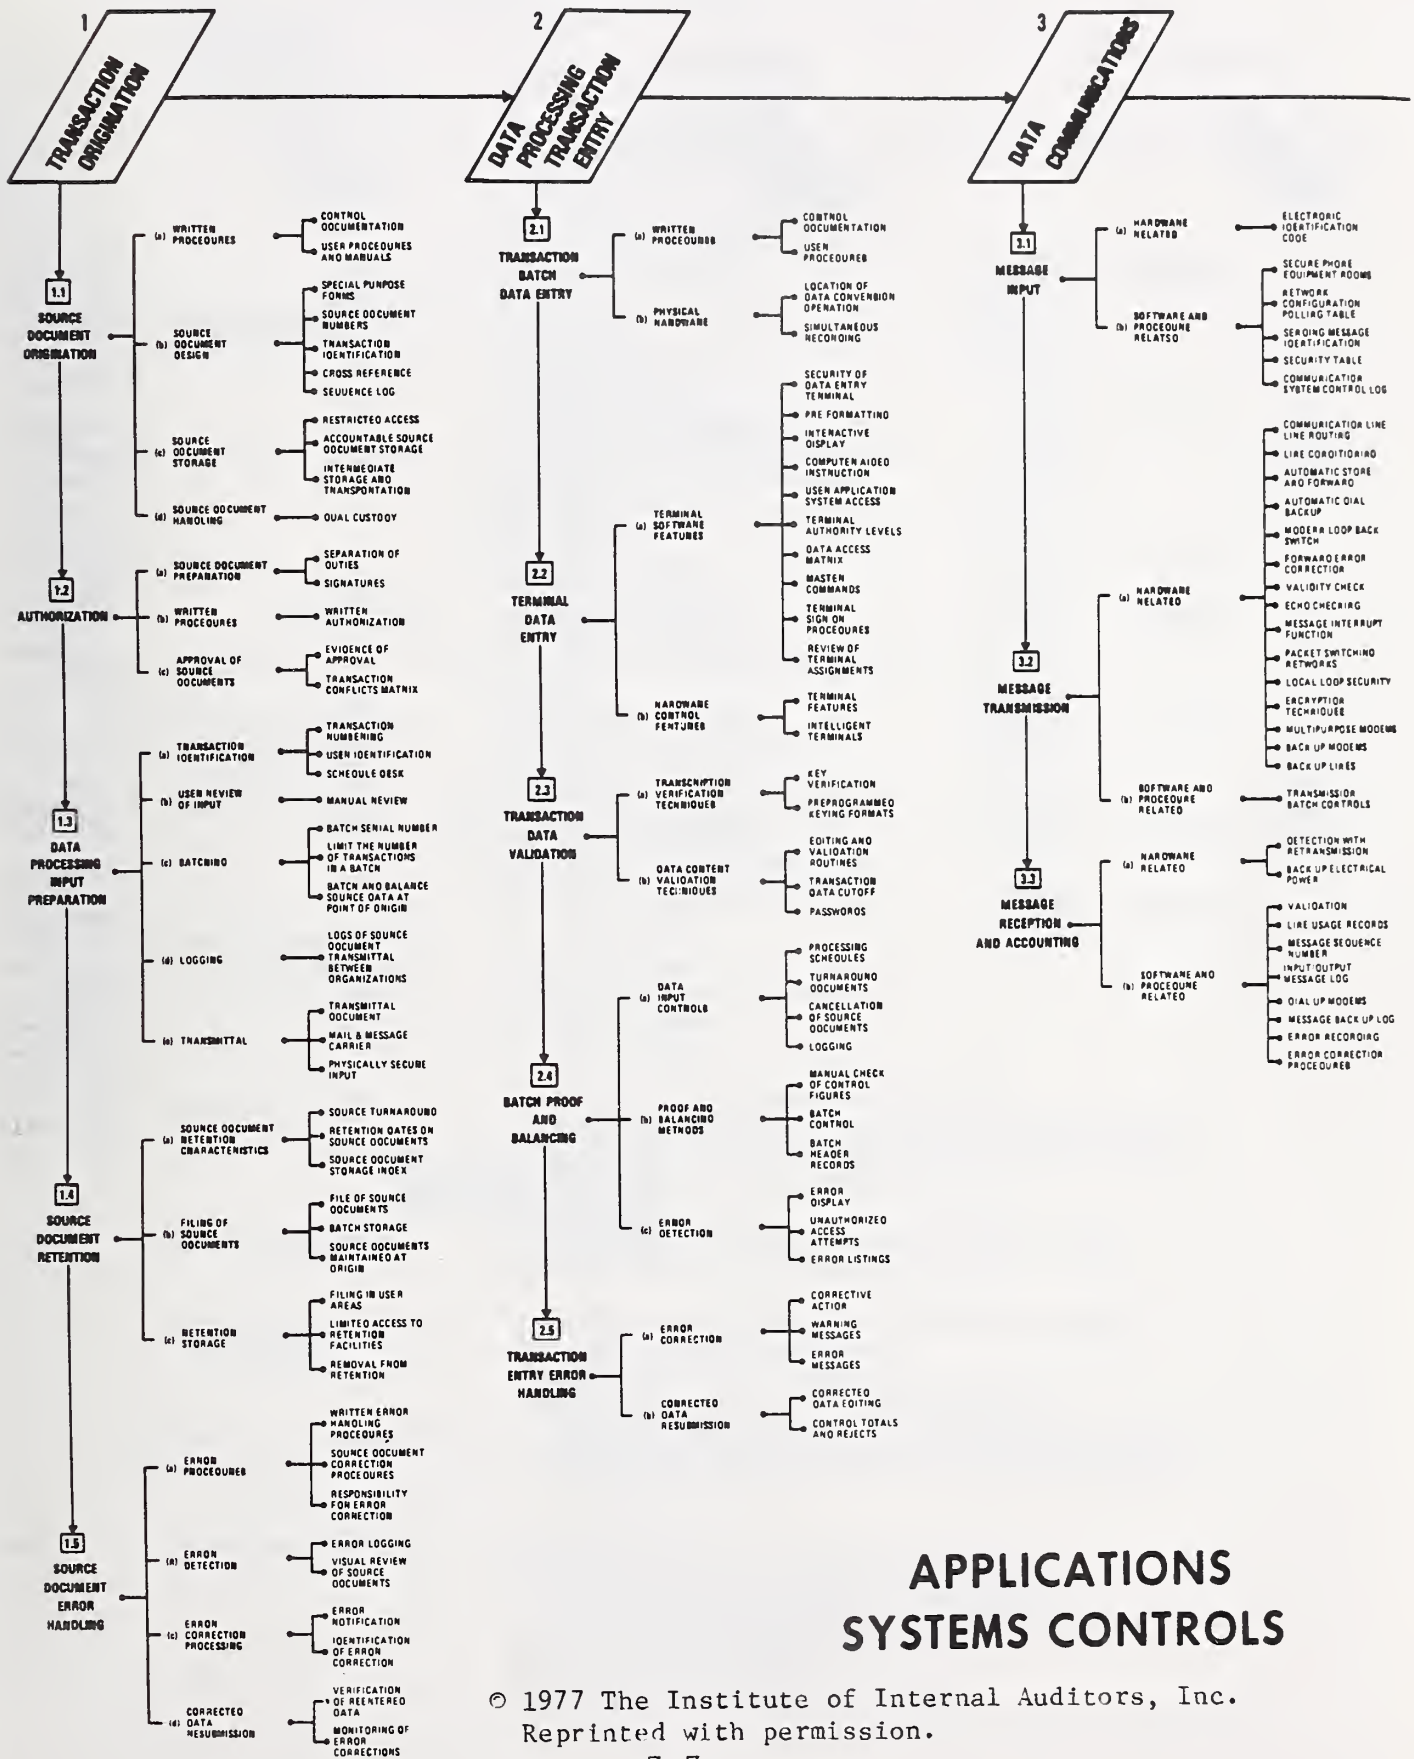 1
TRANSACTION
ORIGINATION
1.1
SOURCE
DOCUMENT
ORIGINATION
(a) WRITTEN
PROCEDURES
CONTROL
DOCUMENTATION
USER PROCEDURES
AND MANUALS
(b) SOURCE
DOCUMENT
DESIGN
SPECIAL PURPOSE
FORMS
SOURCE DOCUMENT
NUMBERS
TRANSACTION
IDENTIFICATION
CROSS REFERENCE
SEQUENCE LOG
(c) SOURCE
DOCUMENT
STORAGE
RESTRICTED ACCESS
ACCOUNTABLE SOURCE
DOCUMENT STORAGE
INTERMEDIATE
STORAGE AND
TRANSPORTATION
(d) SOURCE DOCUMENT
HANDLING
DUAL CUSTODY
1.2
AUTHORIZATION
(a) SOURCE DOCUMENT
PREPARATION
SEPARATION OF
DUTIES
SIGNATURES
(b) WRITTEN
PROCEDURES
WRITTEN
AUTHORIZATION
(c) APPROVAL OF
SOURCE
DOCUMENTS
EVIDENCE OF
APPROVAL
TRANSACTION
CONFLICTS MATRIX
1.3
DATA
PROCESSING
INPUT
PREPARATION
(a) TRANSACTION
IDENTIFICATION
TRANSACTION
NUMBERING
USER IDENTIFICATION
SCHEDULE DESK
(b) USER REVIEW
OF INPUT
MANUAL REVIEW
(c) BATCHING
BATCH SERIAL NUMBER
LIMIT THE NUMBER
OF TRANSACTIONS
IN A BATCH
BATCH AND BALANCE
SOURCE DATA AT
POINT OF ORIGIN
(d) LOGGING
LOGS OF SOURCE
DOCUMENT
TRANSMITTAL
BETWEEN
ORGANIZATIONS
(e) TRANSMITTAL
TRANSMITTAL
DOCUMENT
MAIL & MESSAGE
CARRIER
PHYSICALLY SECURE
INPUT
1.4
SOURCE
DOCUMENT
RETENTION
(a) SOURCE DOCUMENT
RETENTION
CHARACTERISTICS
SOURCE TURNAROUND
RETENTION DATES ON
SOURCE DOCUMENTS
SOURCE DOCUMENT
STORAGE INDEX
(b) FILING OF
SOURCE
DOCUMENTS
FILE OF SOURCE
DOCUMENTS
BATCH STORAGE
SOURCE DOCUMENTS
MAINTAINED AT
ORIGIN
(c) RETENTION
STORAGE
FILING IN USER
AREAS
LIMITED ACCESS TO
RETENTION
FACILITIES
REMOVAL FROM
RETENTION
1.5
SOURCE
DOCUMENT
ERROR
HANDLING
(a) ERROR
PROCEDURES
WRITTEN ERROR
HANDLING
PROCEDURES
SOURCE DOCUMENT
CORRECTION
PROCEDURES
RESPONSIBILITY
FOR ERROR
CORRECTION
(B) ERROR
DETECTION
ERROR LOGGING
VISUAL REVIEW
OF SOURCE
DOCUMENTS
(c) ERROR
CORRECTION
PROCESSING
ERROR
NOTIFICATION
IDENTIFICATION
OF ERROR
CORRECTION
(d) CORRECTED
DATA
RESUBMISSION
VERIFICATION
OF REENTERED
DATA
MONITORING OF
ERROR
CORRECTIONS
2
DATA
PROCESSING
TRANSACTION
ENTRY
2.1
TRANSACTION
BATCH
DATA ENTRY
(a) WRITTEN
PROCEDURES
CONTROL
DOCUMENTATION
USER
PROCEDURES
(b) PHYSICAL
HARDWARE
LOCATION OF
DATA CONVERSION
OPERATION
SIMULTANEOUS
RECORDING
2.2
TERMINAL
DATA
ENTRY
(a) TERMINAL
SOFTWARE
FEATURES
SECURITY OF
DATA ENTRY
TERMINAL
PRE FORMATTING
INTERACTIVE
DISPLAY
COMPUTER AIDED
INSTRUCTION
USER APPLICATION
SYSTEM ACCESS
TERMINAL
AUTHORITY LEVELS
DATA ACCESS
MATRIX
MASTER
COMMANDS
TERMINAL
SIGN ON
PROCEDURES
REVIEW OF
TERMINAL
ASSIGNMENTS
(b) HARDWARE
CONTROL
FEATURES
TERMINAL
FEATURES
INTELLIGENT
TERMINALS
2.3
TRANSACTION
DATA
VALIDATION
(a) TRANSCRIPTION
VERIFICATION
TECHNIQUES
KEY
VERIFICATION
PREPROGRAMMED
KEYING FORMATS
(b) DATA CONTENT
VALIDATION
TECHNIQUES
EDITING AND
VALIDATION
ROUTINES
TRANSACTION
DATA CUTOFF
PASSWORDS
2.4
BATCH PROOF
AND
BALANCING
(a) DATA
INPUT
CONTROLS
PROCESSING
SCHEDULES
TURNAROUND
DOCUMENTS
CANCELLATION
OF SOURCE
DOCUMENTS
LOGGING
(b) PROOF AND
BALANCING
METHODS
MANUAL CHECK
OF CONTROL
FIGURES
BATCH
CONTROL
BATCH
HEADER
RECORDS
(c) ERROR
DETECTION
ERROR
DISPLAY
UNAUTHORIZED
ACCESS
ATTEMPTS
ERROR LISTINGS
2.5
TRANSACTION
ENTRY ERROR
HANDLING
(a) ERROR
CORRECTION
CORRECTIVE
ACTION
WARNING
MESSAGES
ERROR
MESSAGES
(b) CORRECTED
DATA
RESUBMISSION
CORRECTED
DATA EDITING
CONTROL TOTALS
AND REJECTS
3
DATA
COMMUNICATIONS
3.1
MESSAGE
INPUT
(a) HARDWARE
RELATED
ELECTRONIC
IDENTIFICATION
CODE
(b) SOFTWARE AND
PROCEDURE
RELATED
SECURE PHONE
EQUIPMENT ROOMS
NETWORK
CONFIGURATION
POLLING TABLE
SENDING MESSAGE
IDENTIFICATION
SECURITY TABLE
COMMUNICATION
SYSTEM CONTROL LOG
3.2
MESSAGE
TRANSMISSION
(a) HARDWARE
RELATED
COMMUNICATION LINE
LINE ROUTING
LINE CONDITIONING
AUTOMATIC STORE
AND FORWARD
AUTOMATIC DIAL
BACKUP
MODEM LOOP BACK
SWITCH
FORWARD ERROR
CORRECTION
VALIDITY CHECK
ECHO CHECKING
MESSAGE INTERRUPT
FUNCTION
PACKET SWITCHING
NETWORKS
LOCAL LOOP SECURITY
ENCRYPTION
TECHNIQUES
MULTIPURPOSE MODEMS
BACK UP MODEMS
BACK UP LINES
(b) SOFTWARE AND
PROCEDURE
RELATED
TRANSMISSION
BATCH CONTROLS
3.3
MESSAGE
RECEPTION
AND ACCOUNTING
(a) HARDWARE
RELATED
DETECTION WITH
RETRANSMISSION
BACK UP ELECTRICAL
POWER
(b) SOFTWARE AND
PROCEDURE
RELATED
VALIDATION
LINE USAGE RECORDS
MESSAGE SEQUENCE
NUMBER
INPUT/OUTPUT
MESSAGE LOG
DIAL UP MODEMS
MESSAGE BACK UP LOG
ERROR RECORDING
ERROR CORRECTION
PROCEDURES
APPLICATIONS
SYSTEMS CONTROLS
© 1977 The Institute of Internal Auditors, Inc.
Reprinted with permission.